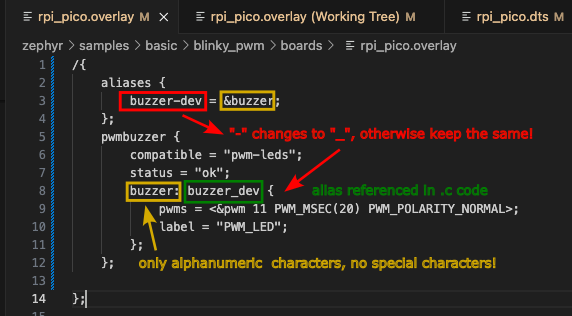 rpi_pico.overlay M × rpi_pico.overlay (Working Tree) M rpi_pico.dts
zephyr > samples > basic > blinky_pwm > boards > rpi_pico.overlay
1 /{
2 aliases {
3 buzzer-dev = &buzzer;
4 };
"-" changes to "_", otherwise keep the same!
5 pwmbuzzer {
6 compatible = "pwm-leds";
7 status = "ok";
8 buzzer: buzzer_dev { alias referenced in .c code
9 pwms = <&pwm 11 PWM_MSEC(20) PWM_POLARITY_NORMAL>;
10 label = "PWM_LED";
11 };
12 }; only alphanumeric characters, no special characters!
13
14 };